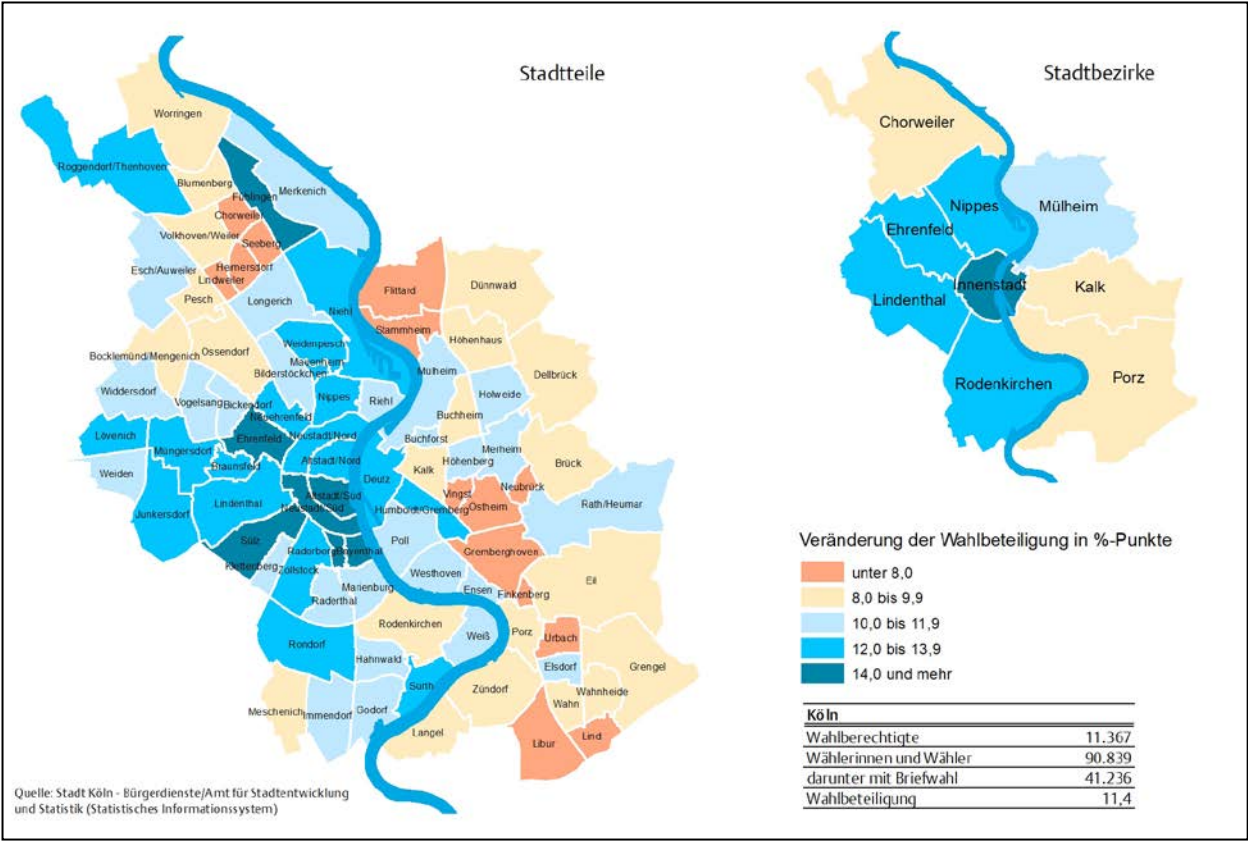 Stadtteile
Worringen
Roggendorf/Thenhoven
Blumenberg
Fühlingen
Merkenich
Chorweiler
Volkhoven/Weiler
Seeberg
Esch/Auweiler
Heimersdorf
Lindweiler
Pesch
Longerich
Niehl
Flittard
Dünnwald
Stammheim
Höhenhaus
Weidenpesch
Ossendorf
Bocklemünd/Mengenich
Mauenheim
Bilderstöckchen
Mülheim
Dellbrück
Widdersdorf
Vogelsang
Bickendorf
Nippes
Riehl
Holweide
Neuehrenfeld
Buchheim
Lövenich
Ehrenfeld
Neustadt/Nord
Buchforst
Müngersdorf
Braunsfeld
Altstadt/Nord
Merheim
Höhenberg
Brück
Weiden
Kalk
Deutz
Neubrück
Vingst
Altstadt/Süd
Lindenthal
Neustadt/Süd
Humboldt/Gremberg
Ostheim
Rath/Heumar
Junkersdorf
Sülz
Poll
Raderberg
Bayenthal
Gremberghoven
Klettenberg
Zollstock
Westhoven
Eil
Marienburg
Ensen
Finkenberg
Raderthal
Rodenkirchen
Weiß
Porz
Urbach
Rondorf
Hahnwald
Elsdorf
Grengel
Sürth
Zündorf
Wahnheide
Wahn
Meschenich
Immendorf
Godorf
Langel
Libur
Lind
Stadtbezirke
Chorweiler
Nippes
Mülheim
Ehrenfeld
Innenstadt
Kalk
Lindenthal
Rodenkirchen
Porz
Veränderung der Wahlbeteiligung in %-Punkte
unter 8,0
8,0 bis 9,9
10,0 bis 11,9
12,0 bis 13,9
14,0 und mehr
Köln
Wahlberechtigte 11.367
Wählerinnen und Wähler 90.839
darunter mit Briefwahl 41.236
Wahlbeteiligung 11,4
Quelle: Stadt Köln - Bürgerdienste/Amt für Stadtentwicklung
und Statistik (Statistisches Informationssystem)